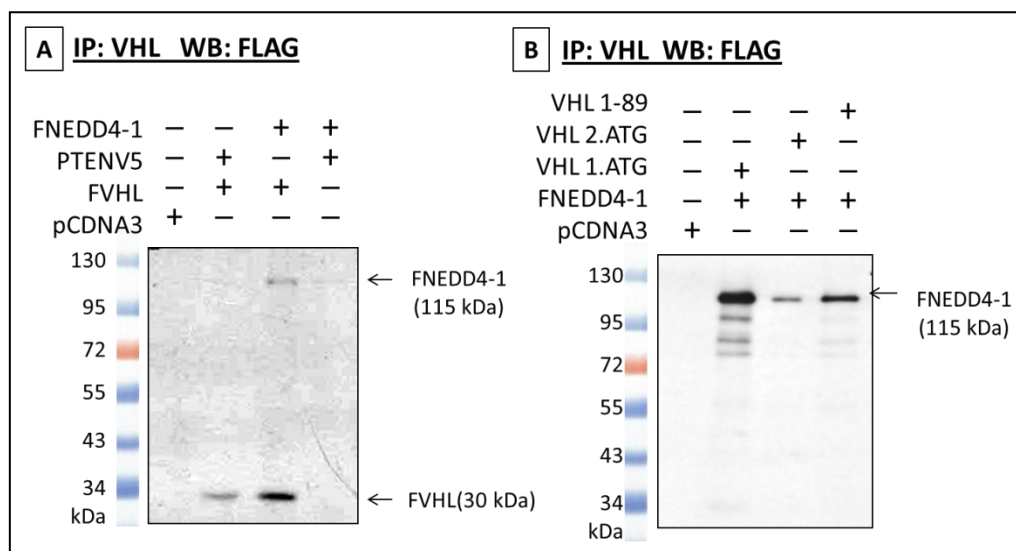 A IP: VHL WB: FLAG
FNEDD4-1 – – + +
PTENV5 – + – +
FVHL – + + –
pCDNA3 + – – –
130
95
72
55
43
34
kDa
FNEDD4-1
(115 kDa)
FVHL(30 kDa)
B IP: VHL WB: FLAG
VHL 1-89 – – – +
VHL 2.ATG – – + –
VHL 1.ATG – + – –
FNEDD4-1 – + + +
pCDNA3 + – – –
130
95
72
55
43
34
kDa
FNEDD4-1
(115 kDa)